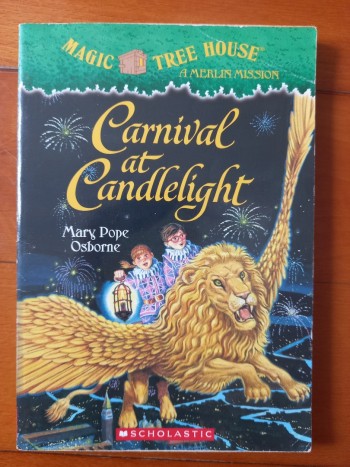 MAGIC TREE HOUSE®
A MERLIN MISSION
Carnival
at
Candlelight
Mary Pope
Osborne
SCHOLASTIC